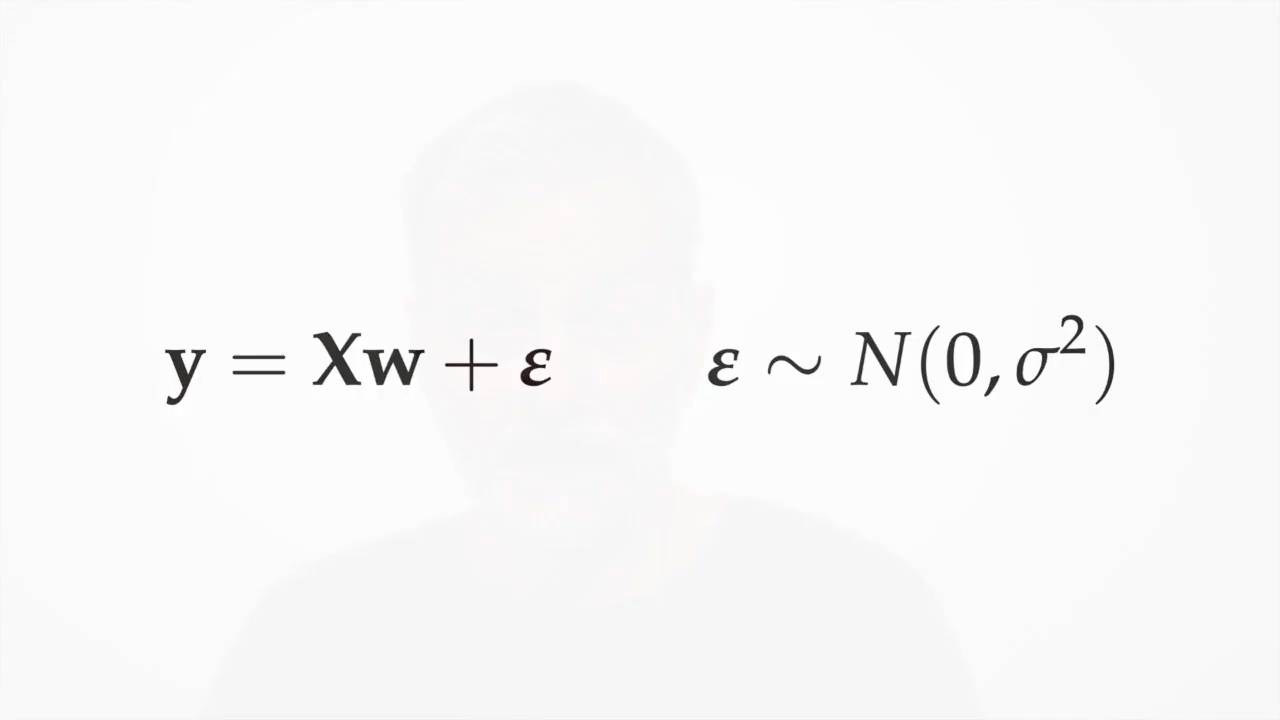 y = Xw + ε ε ∼ N(0, σ²)